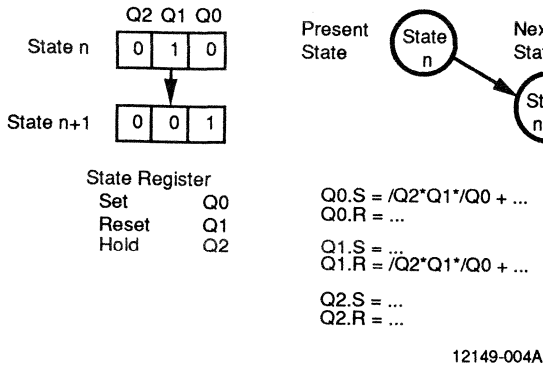 Q2 Q1 Q0
State n 0 1 0
State n+1 0 0 1
State Register
Set Q0
Reset Q1
Hold Q2
Present
State
State
n
Q0.S = /Q2*Q1*/Q0 + ...
Q0.R = ...
Q1.S = ...
Q1.R = /Q2*Q1*/Q0 + ...
Q2.S = ...
Q2.R = ...
12149-004A